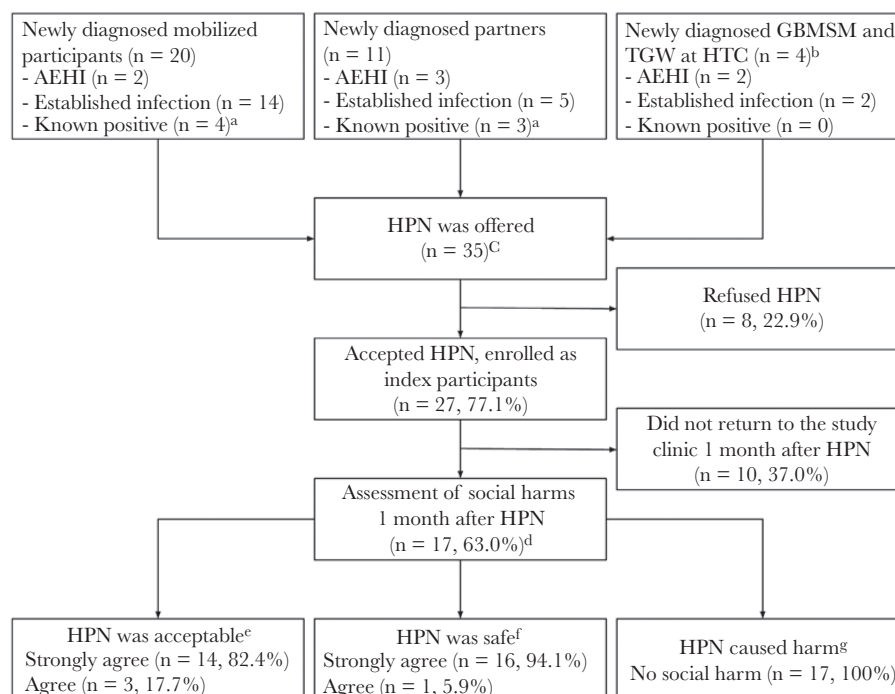 Newly diagnosed mobilized
participants (n = 20)
- AEHI (n = 2)
- Established infection (n = 14)
- Known positive (n = 4)a
Newly diagnosed partners
(n = 11)
- AEHI (n = 3)
- Established infection (n = 5)
- Known positive (n = 3)a
Newly diagnosed GBMSM and
TGW at HTC (n = 4)b
- AEHI (n = 2)
- Established infection (n = 2)
- Known positive (n = 0)
HPN was offered
(n = 35)C
Refused HPN
(n = 8, 22.9%)
Accepted HPN, enrolled as
index participants
(n = 27, 77.1%)
Did not return to the study
clinic 1 month after HPN
(n = 10, 37.0%)
Assessment of social harms
1 month after HPN
(n = 17, 63.0%)d
HPN was acceptablee
Strongly agree (n = 14, 82.4%)
Agree (n = 3, 17.7%)
HPN was safef
Strongly agree (n = 16, 94.1%)
Agree (n = 1, 5.9%)
HPN caused harmg
No social harm (n = 17, 100%)